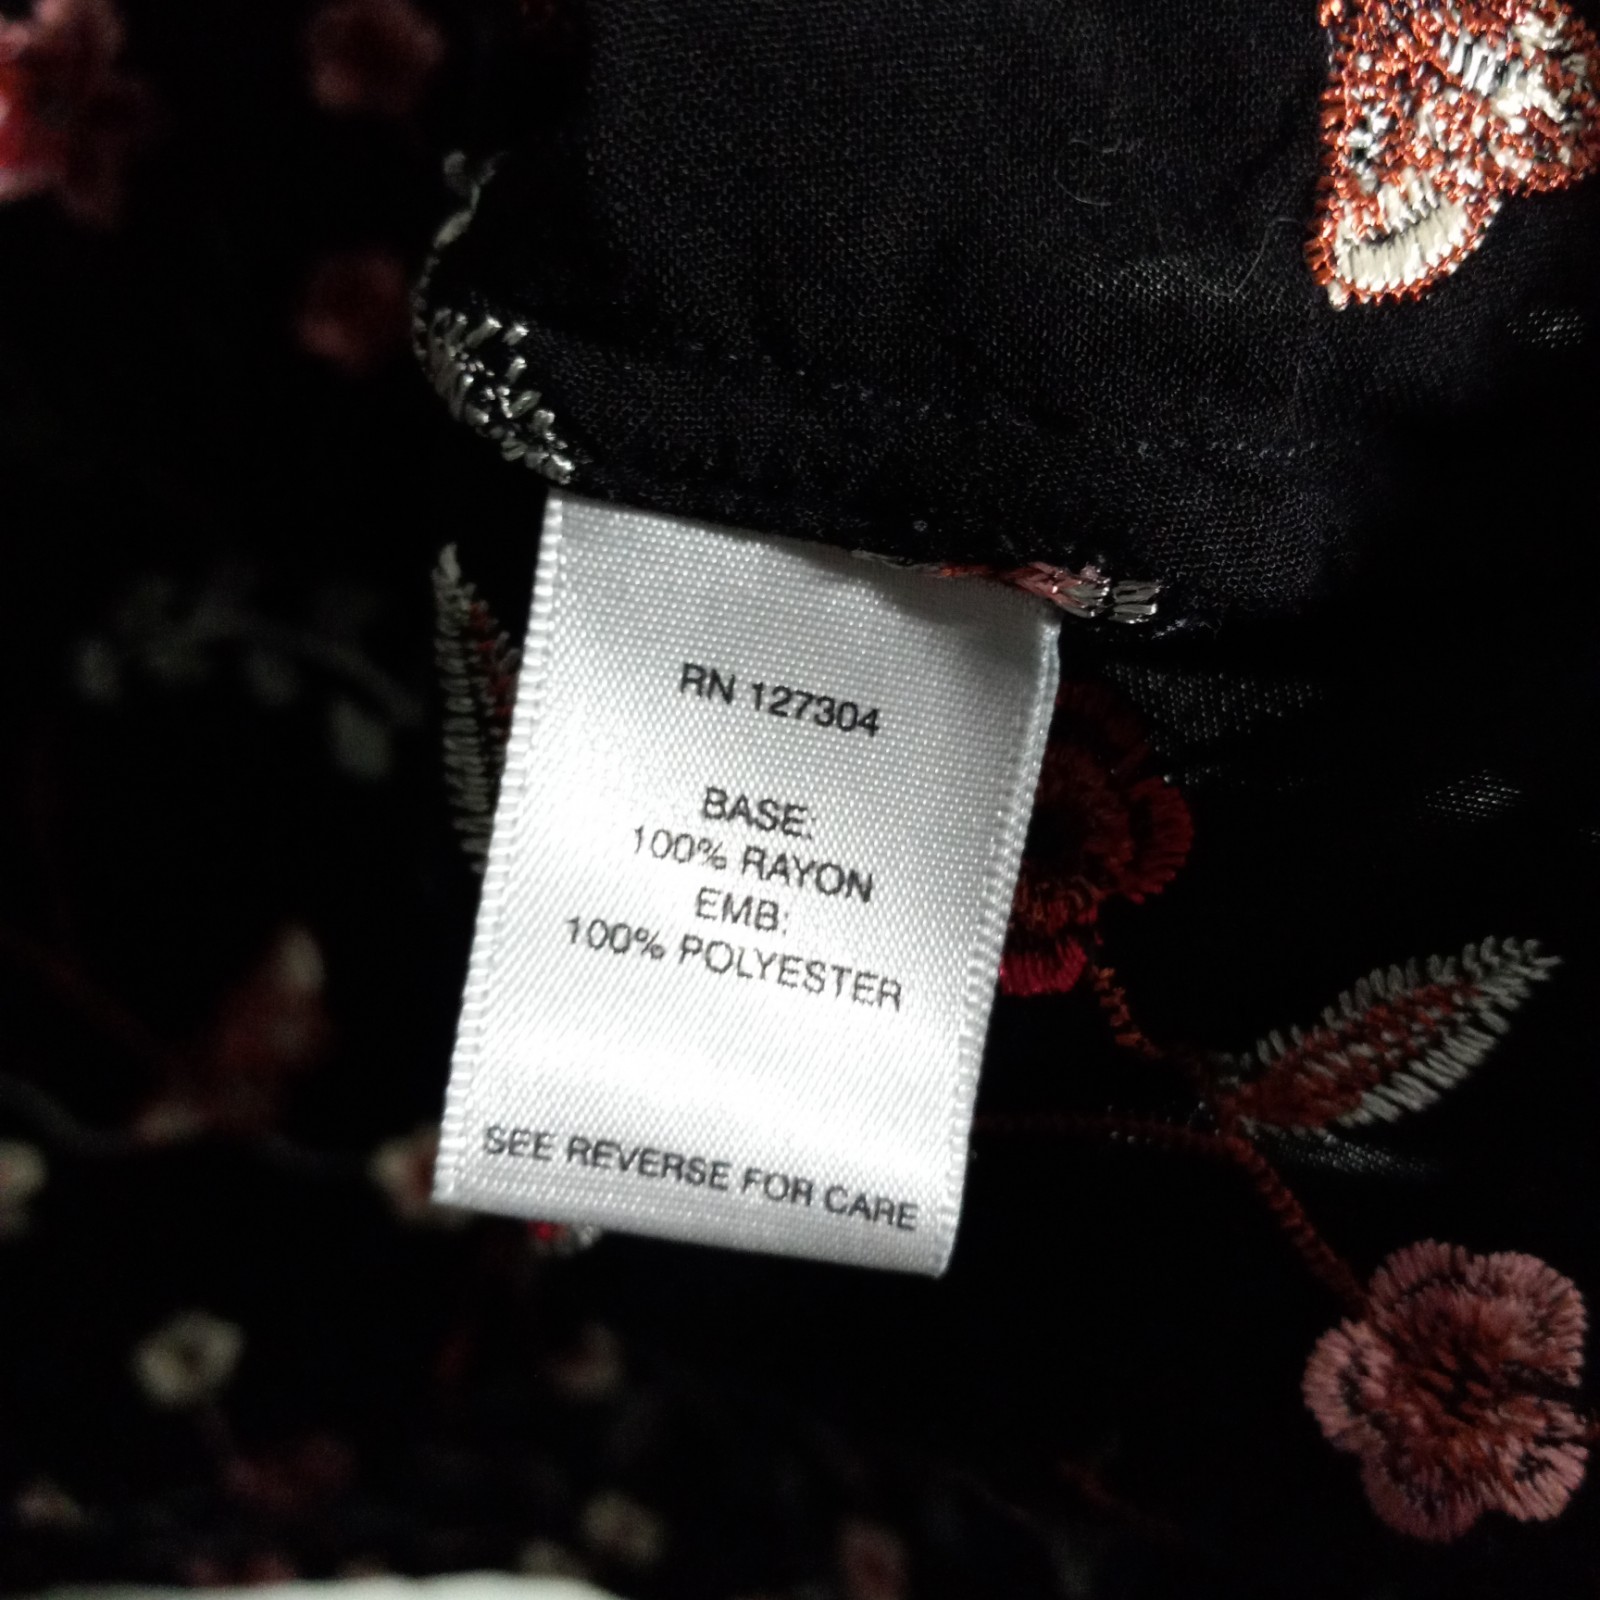 RN 127304
BASE:
100% RAYON
EMB:
100% POLYESTER
SEE REVERSE FOR CARE